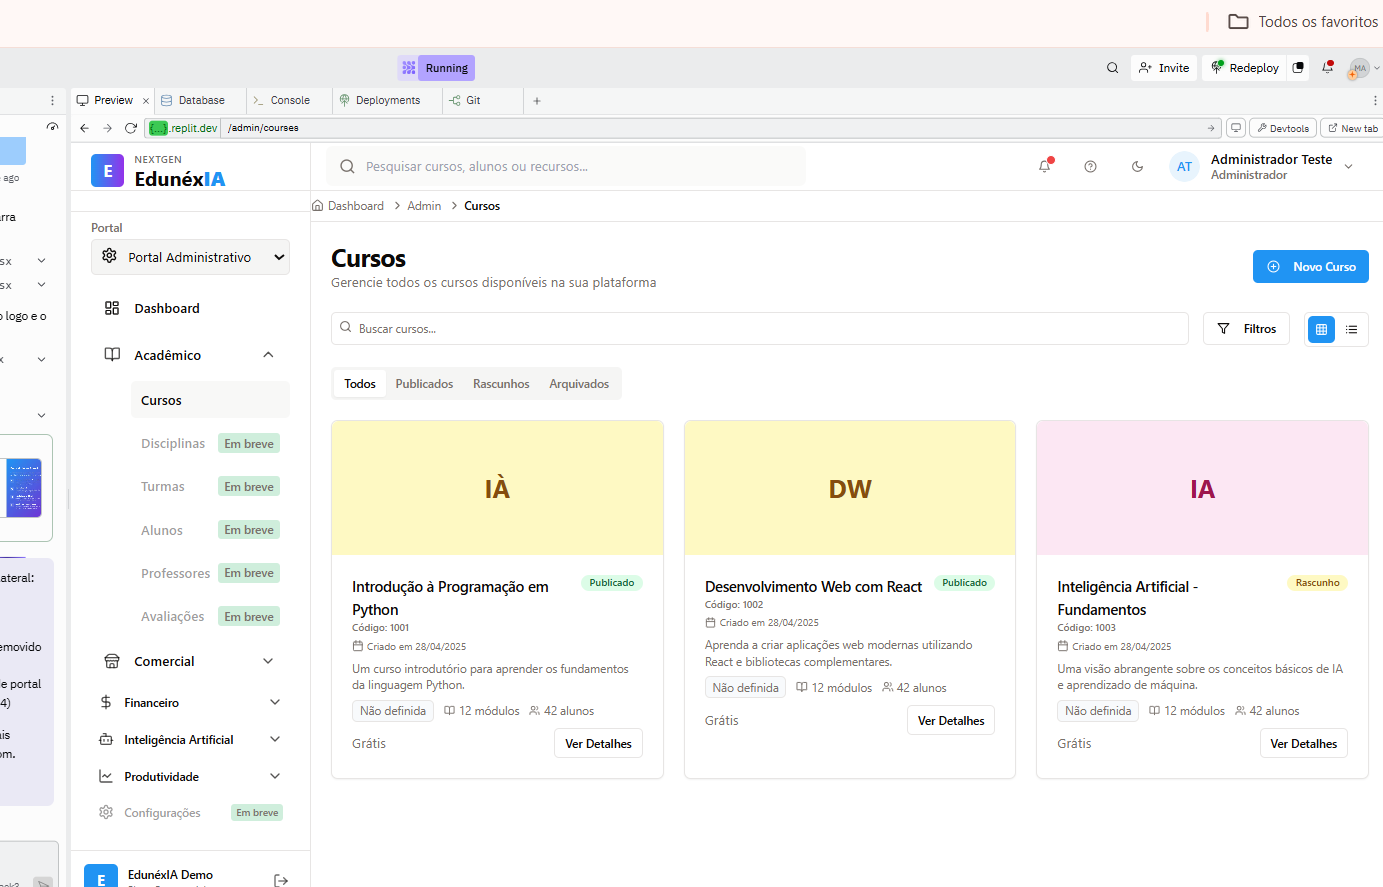 Todos os favoritos
Running
Invite
Redeploy
MA
Preview
Database
Console
Deployments
Git
{...}.replit.dev
/admin/courses
Devtools
New tab
ago
rra
sx
sx
logo e o
x
ateral:
emovido
de portal
4)
is
om.
E
NEXTGEN
EdunéxIA
Pesquisar cursos, alunos ou recursos...
AT
Administrador Teste
Administrador
Portal
Portal Administrativo
Dashboard
Acadêmico
Cursos
Disciplinas Em breve
Turmas Em breve
Alunos Em breve
Professores Em breve
Avaliações Em breve
Comercial
Financeiro
Inteligência Artificial
Produtividade
Configurações Em breve
E
EdunéxIA Demo
Dashboard > Admin > Cursos
Cursos
Gerencie todos os cursos disponíveis na sua plataforma
Novo Curso
Buscar cursos...
Filtros
Todos Publicados Rascunhos Arquivados
IÀ
Introdução à Programação em
Python
Publicado
Código: 1001
Criado em 28/04/2025
Um curso introdutório para aprender os fundamentos
da linguagem Python.
Não definida 12 módulos 42 alunos
Grátis
Ver Detalhes
DW
Desenvolvimento Web com React
Publicado
Código: 1002
Criado em 28/04/2025
Aprenda a criar aplicações web modernas utilizando
React e bibliotecas complementares.
Não definida 12 módulos 42 alunos
Grátis
Ver Detalhes
IA
Inteligência Artificial -
Fundamentos
Rascunho
Código: 1003
Criado em 28/04/2025
Uma visão abrangente sobre os conceitos básicos de IA
e aprendizado de máquina.
Não definida 12 módulos 42 alunos
Grátis
Ver Detalhes